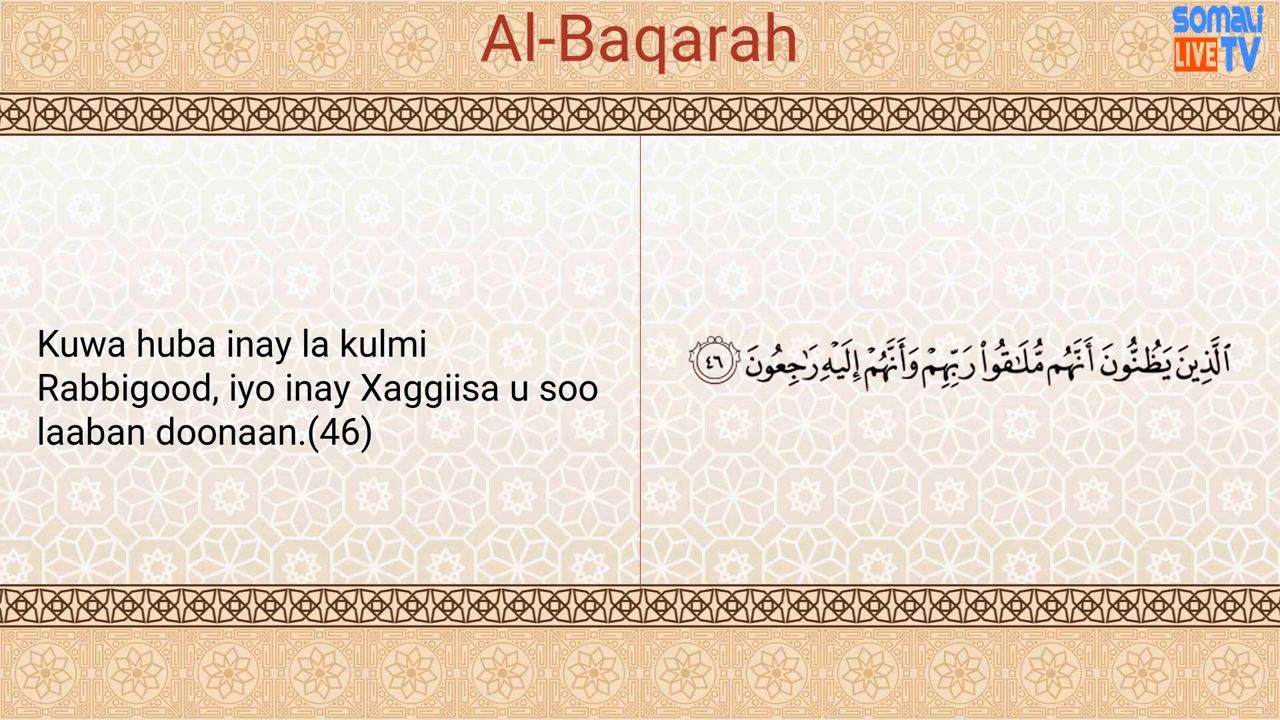 Al-Baqarah
somali
LIVE TV
Kuwa huba inay la kulmi
Rabbigood, iyo inay Xaggiisa u soo
laaban doonaan.(46)
ٱلَّذِينَ يَظُنُّونَ أَنَّهُم مُّلَـٰقُوا۟ رَبِّهِمْ وَأَنَّهُمْ إِلَيْهِ رَٰجِعُونَ ٤٦